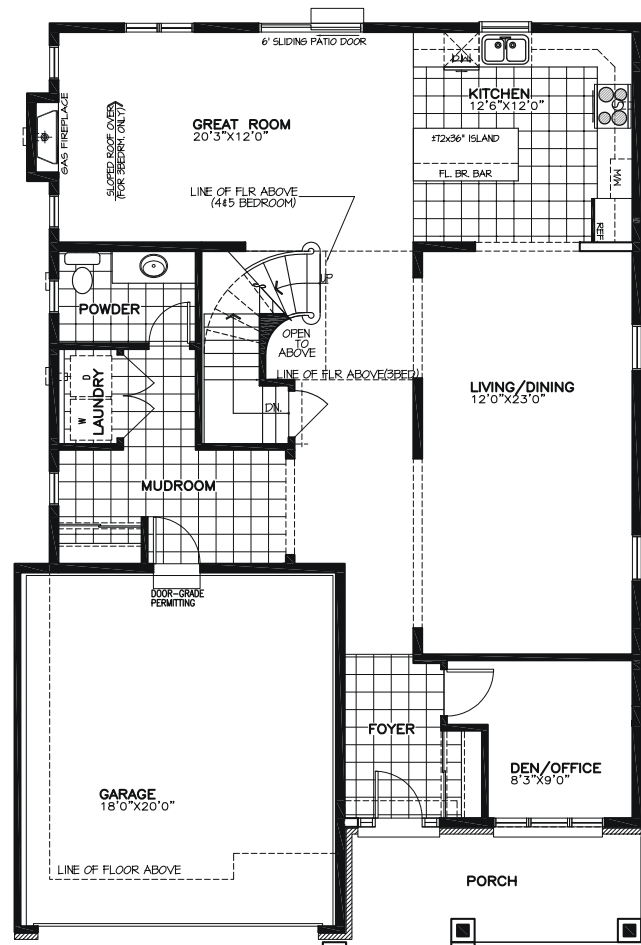 6' SLIDING PATIO DOOR
D.W.
KITCHEN
12'6"X12'0"
GAS FIREPLACE
SLOPED ROOF OVER
(FOR 3BEDRM. ONLY)
GREAT ROOM
20'3"X12'0"
±72x36" ISLAND
FL. BR. BAR
M/W
REF
LINE OF FLR ABOVE
(4&5 BEDROOM)
UP
POWDER
OPEN
TO
ABOVE
LINE OF FLR ABOVE(3BED)
D
W
LAUNDRY
LIVING/DINING
12'0"X23'0"
DN.
MUDROOM
DOOR-GRADE
PERMITTING
FOYER
DEN/OFFICE
8'3"X9'0"
GARAGE
18'0"X20'0"
LINE OF FLOOR ABOVE
PORCH